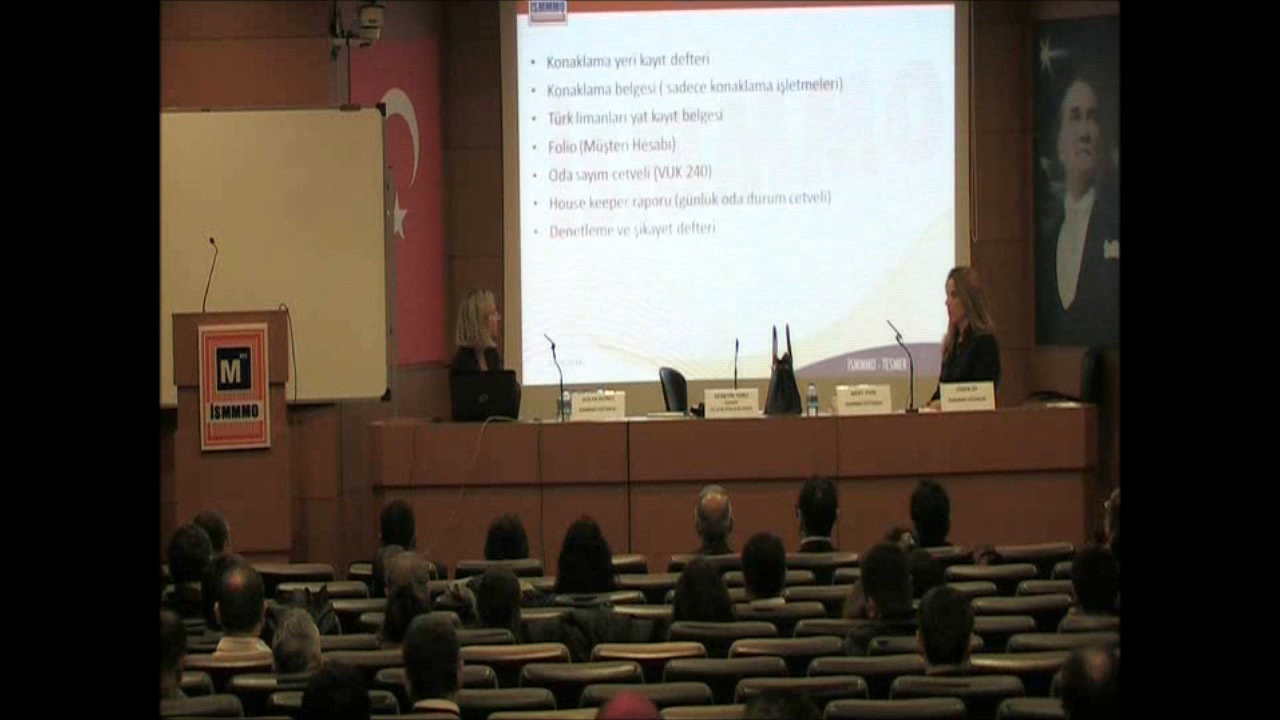 İSMMMO
• Konaklama yeri kayıt defteri
• Konaklama belgesi ( sadece konaklama işletmeleri)
• Türk limanları yat kayıt belgesi
• Folio (Müşteri Hesabı)
• Oda sayım cetveli (VUK 240)
• House keeper raporu (günlük oda durum cetveli)
• Denetleme ve şikayet defteri
İSMMMO - TESMER
M
İSMMMO